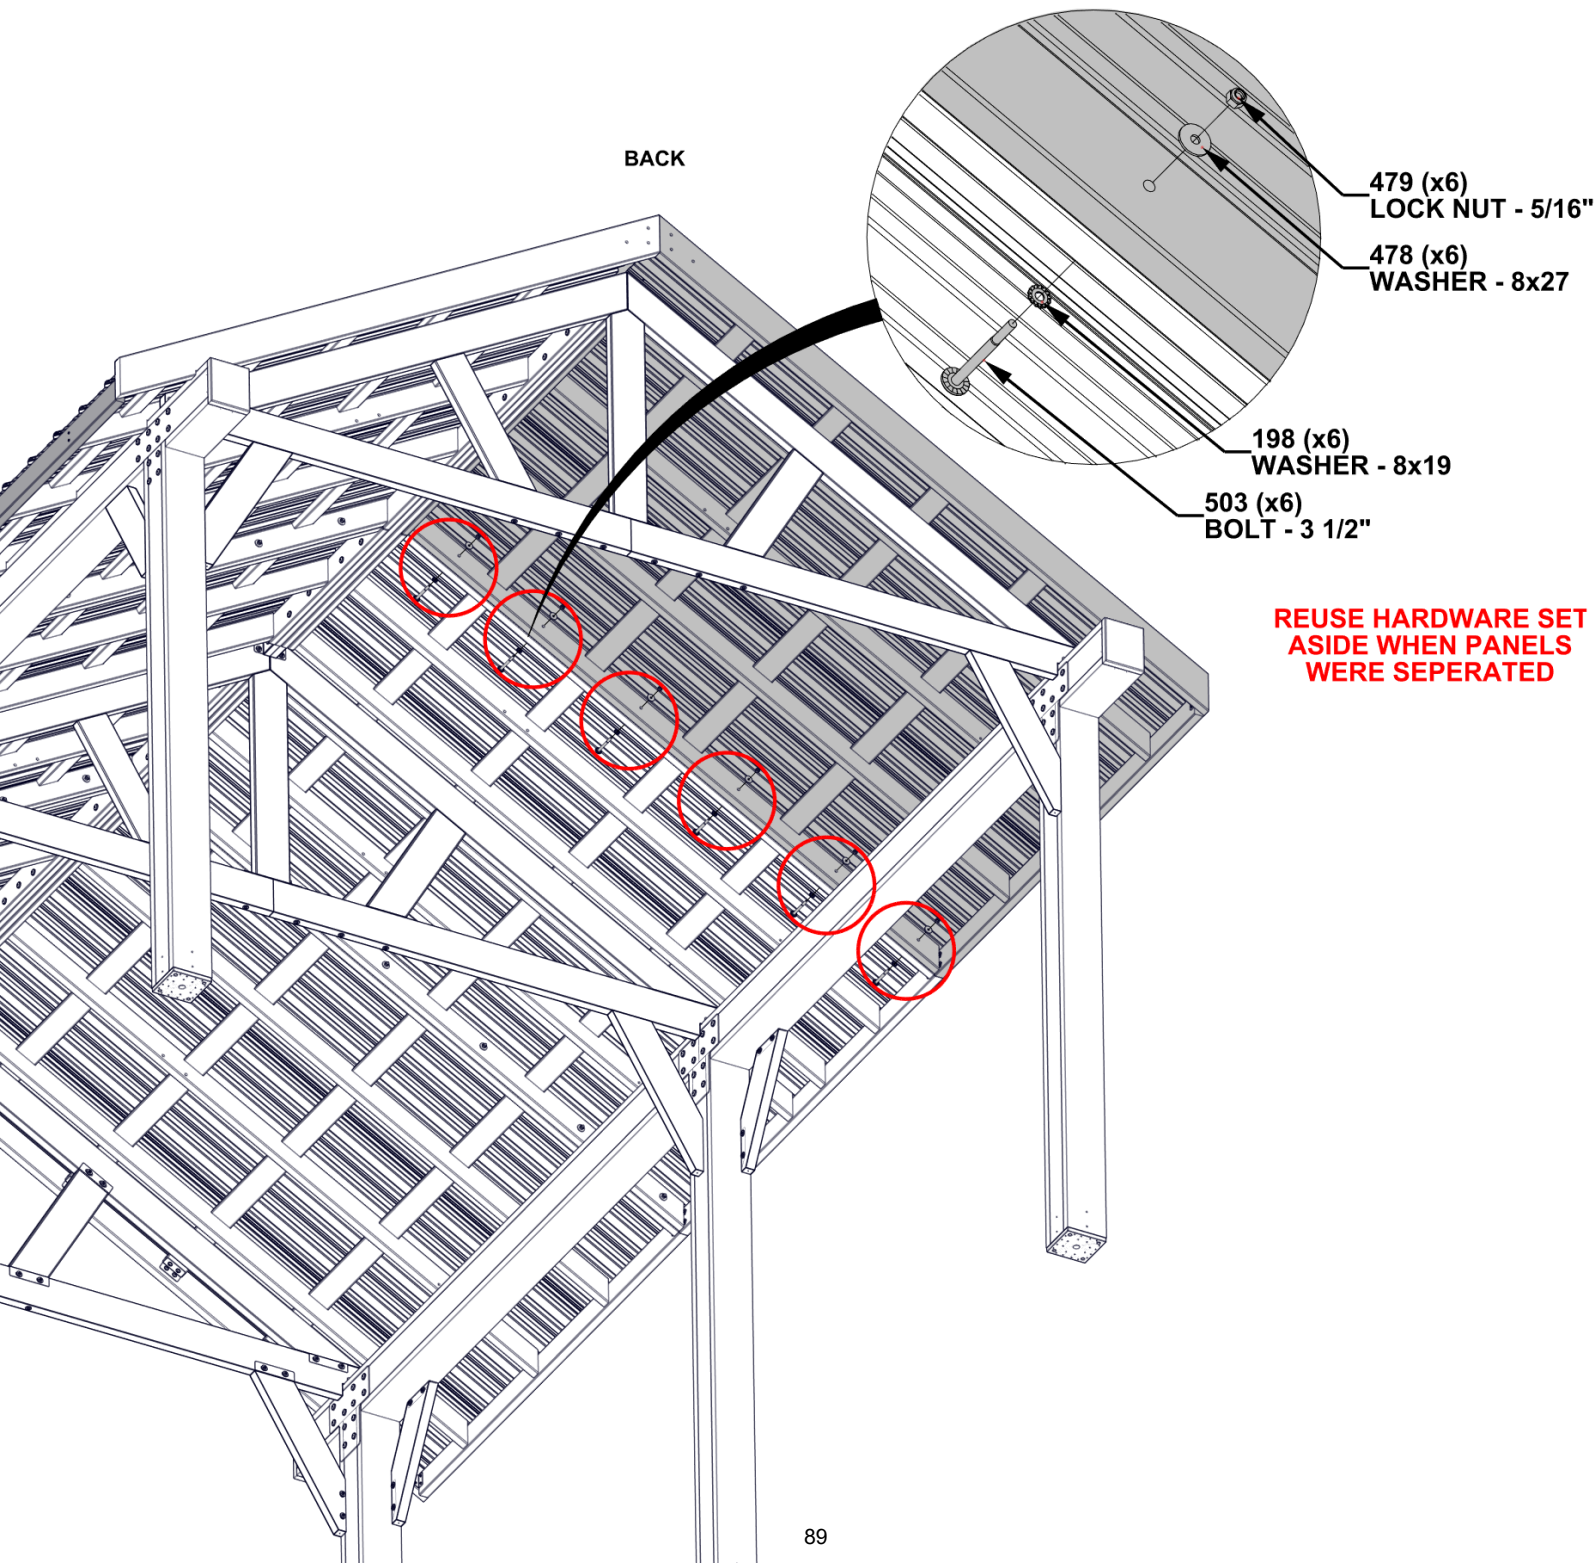 BACK
479 (x6)
LOCK NUT - 5/16"
478 (x6)
WASHER - 8x27
198 (x6)
WASHER - 8x19
503 (x6)
BOLT - 3 1/2"
REUSE HARDWARE SET
ASIDE WHEN PANELS
WERE SEPERATED
89